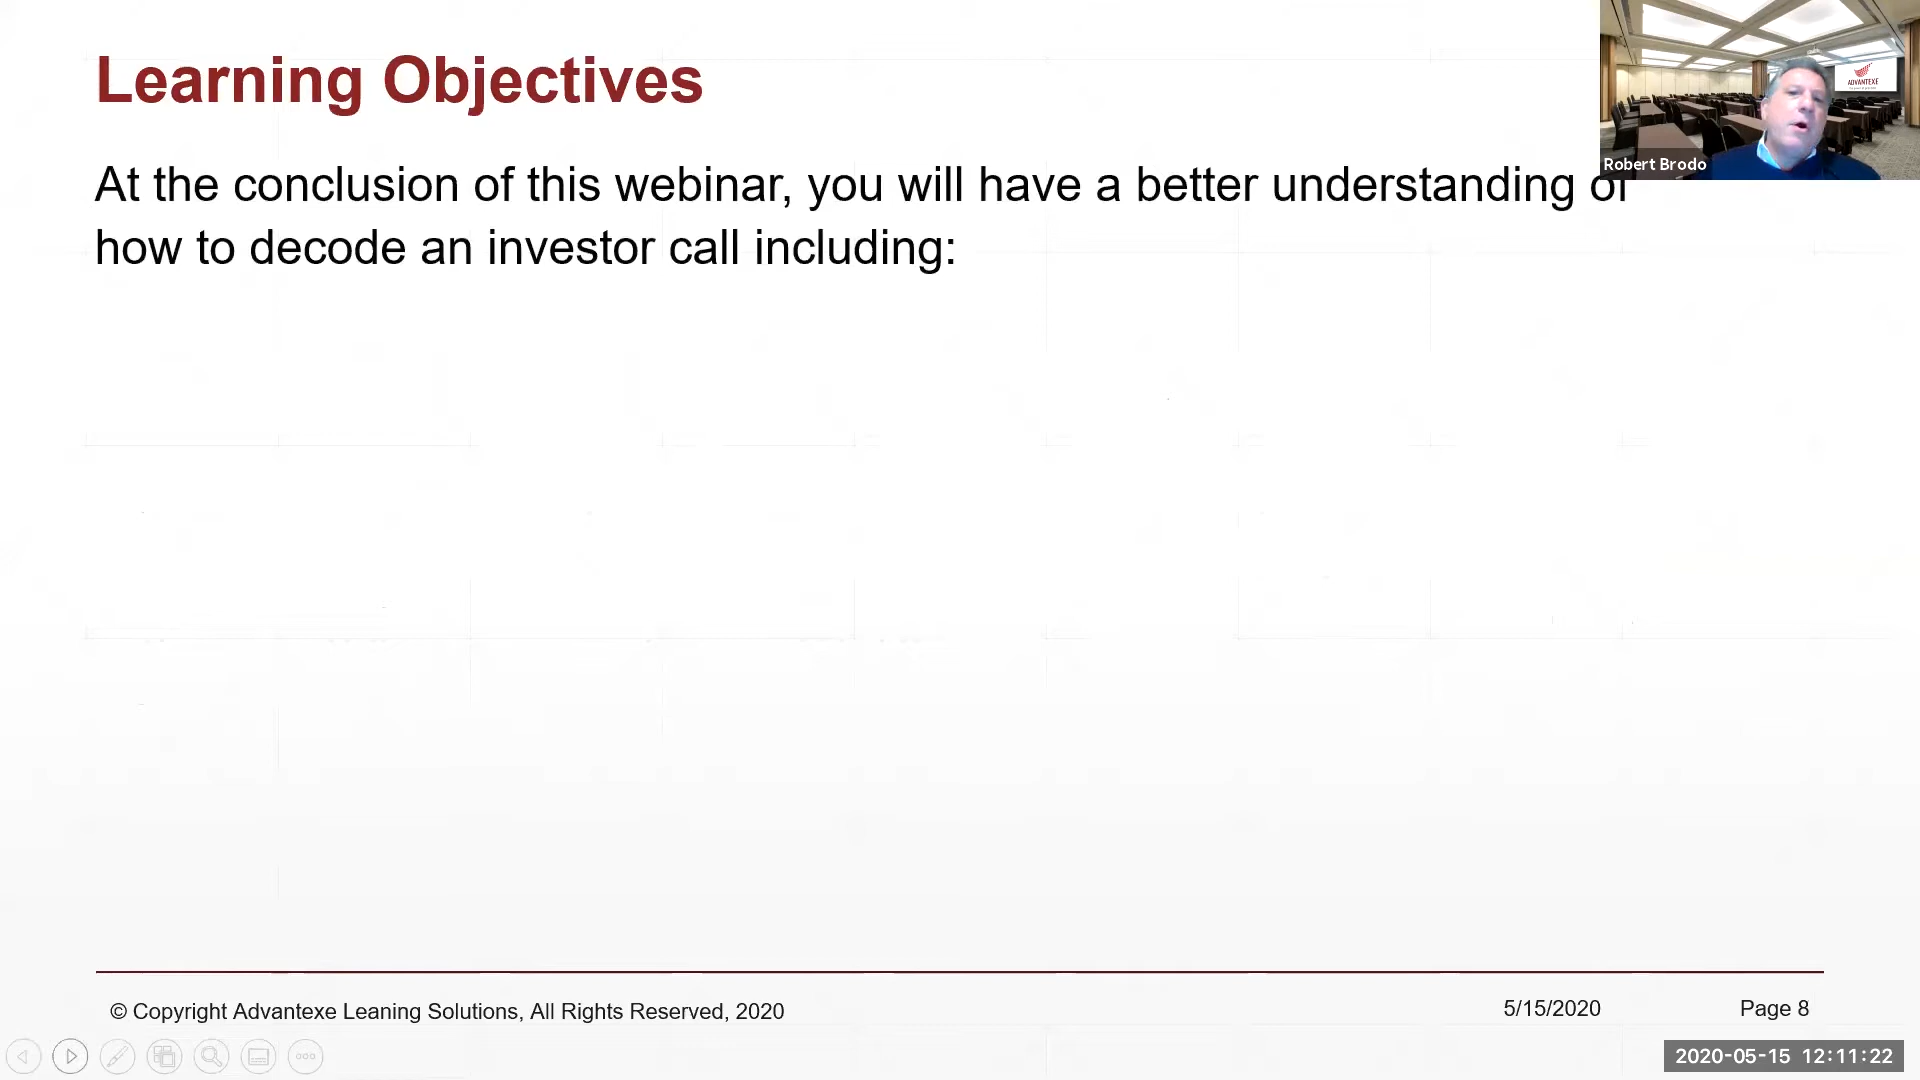 Learning Objectives
ADVANTEXE
Robert Brodo
At the conclusion of this webinar, you will have a better understanding of
how to decode an investor call including:
© Copyright Advantexe Leaning Solutions, All Rights Reserved, 2020
5/15/2020
Page 8
2020-05-15 12:11:22